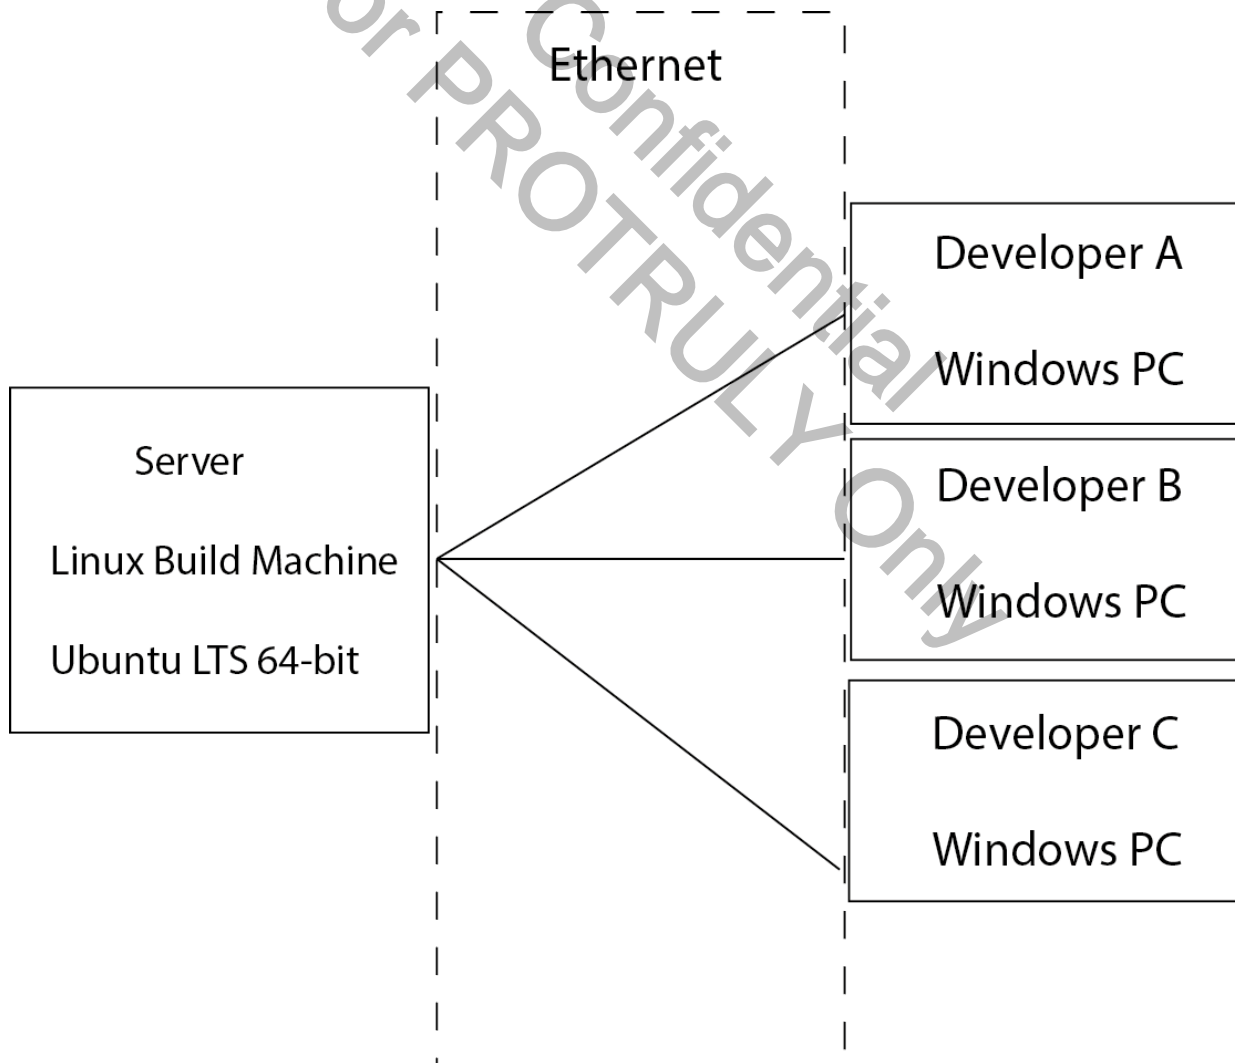 Ethernet
Confidential
or PROTRULY Only
Developer A
Windows PC
Server
Linux Build Machine
Ubuntu LTS 64-bit
Developer B
Windows PC
Developer C
Windows PC